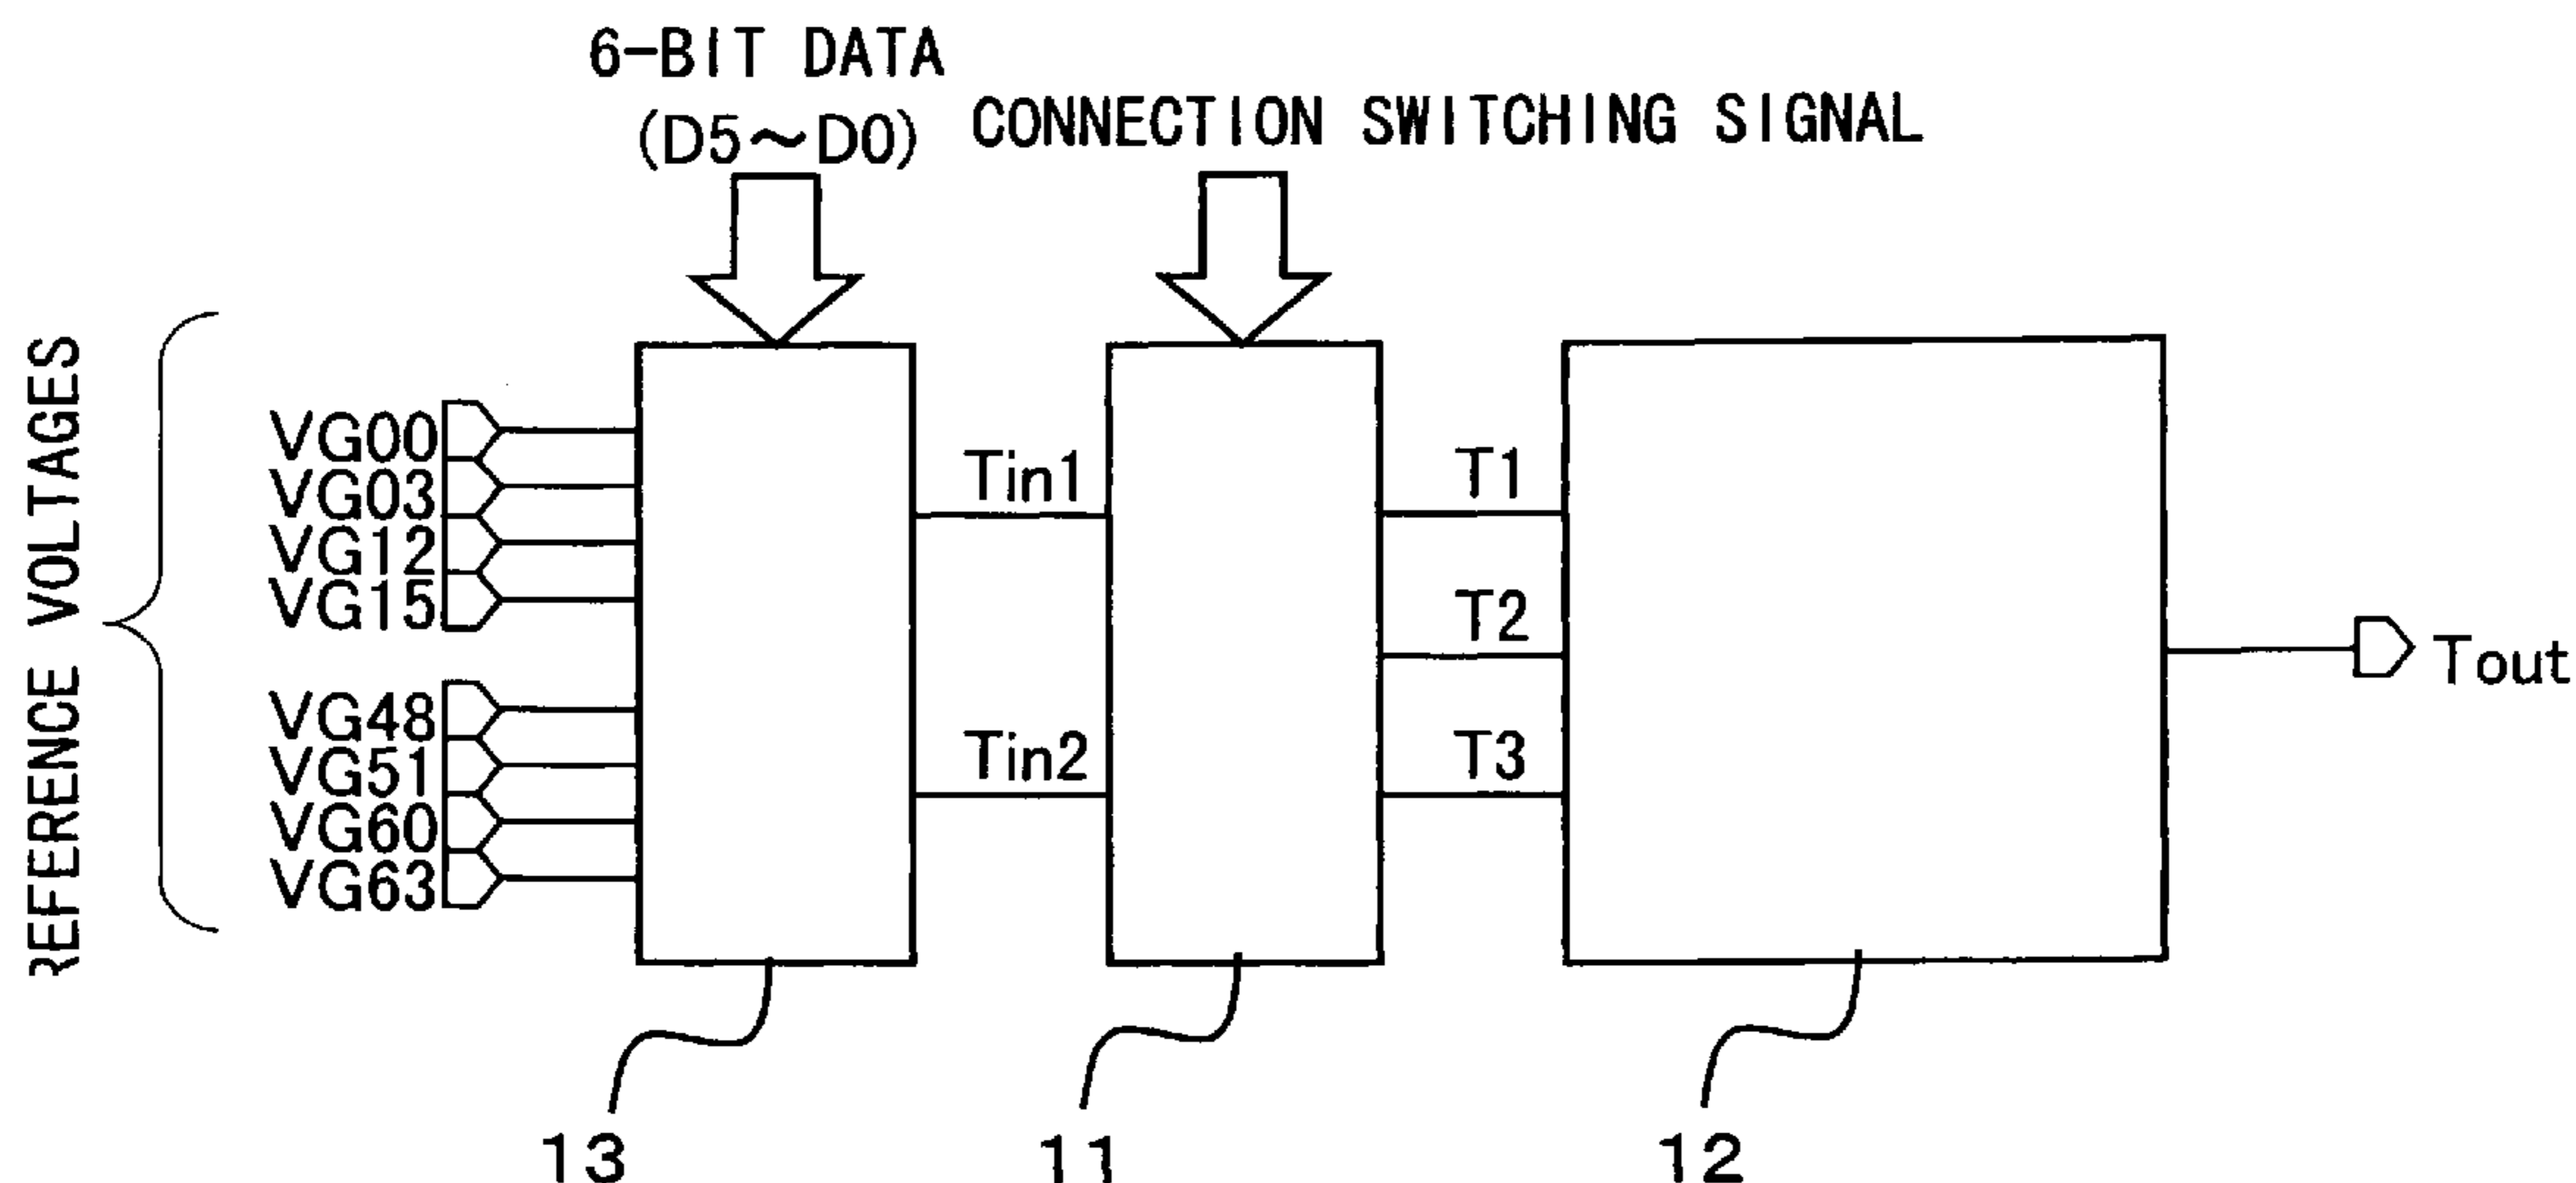 6-BIT DATA
(D5～D0)
CONNECTION SWITCHING SIGNAL
REFERENCE VOLTAGES
VG00
VG03
VG12
VG15
VG48
VG51
VG60
VG63
Tin1
Tin2
T1
T2
T3
Tout
13
11
12